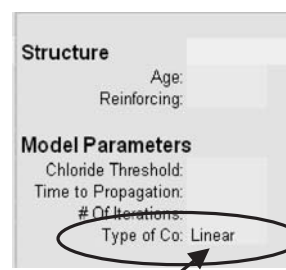 Structure
Age:
Reinforcing:
Model Parameters
Chloride Threshold:
Time to Propagation:
# Of Iterations:
Type of Co: Linear